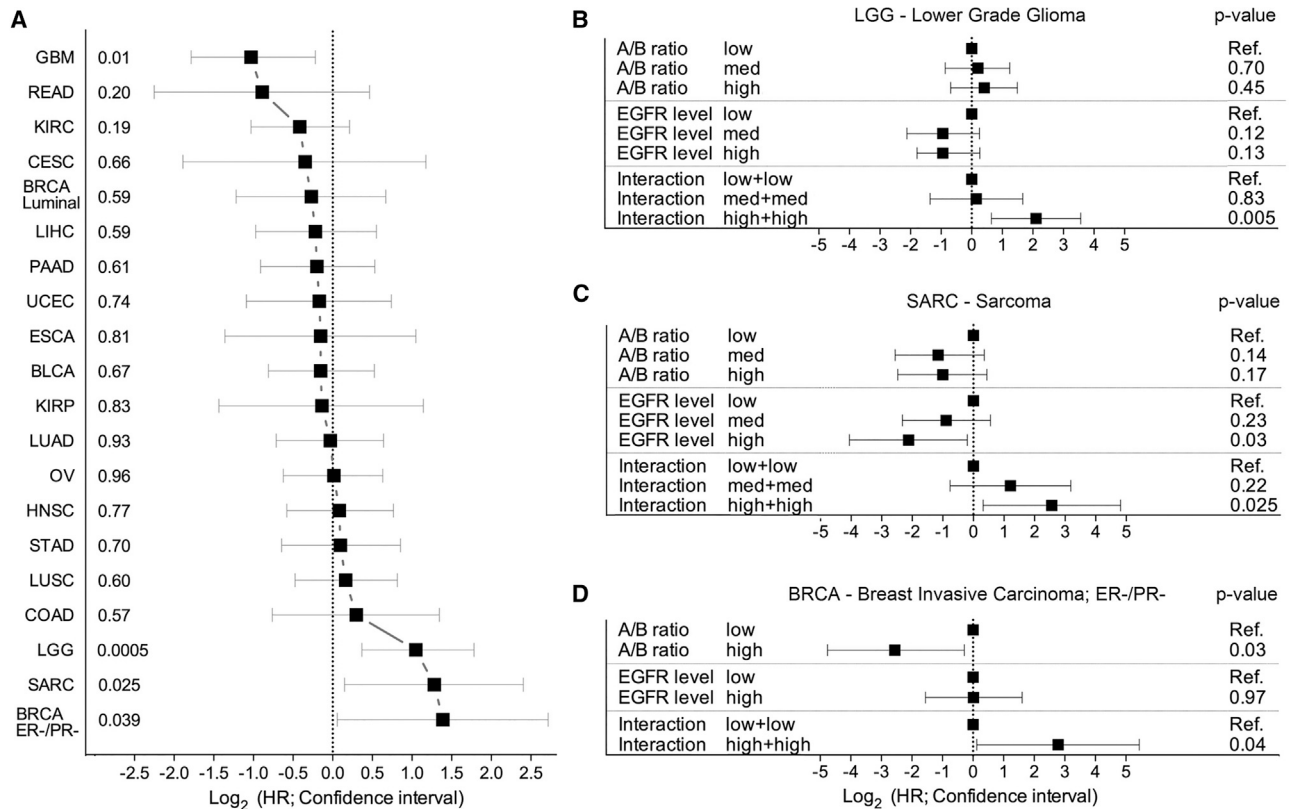 A
GBM 0.01
READ 0.20
KIRC 0.19
CESC 0.66
BRCA
Luminal 0.59
LIHC 0.59
PAAD 0.61
UCEC 0.74
ESCA 0.81
BLCA 0.67
KIRP 0.83
LUAD 0.93
OV 0.96
HNSC 0.77
STAD 0.70
LUSC 0.60
COAD 0.57
LGG 0.0005
SARC 0.025
BRCA
ER-/PR- 0.039
-2.5 -2.0 -1.5 -1.0 -0.5 0.0 0.5 1.0 1.5 2.0 2.5
Log2 (HR; Confidence interval)
B LGG - Lower Grade Glioma p-value
A/B ratio low Ref.
A/B ratio med 0.70
A/B ratio high 0.45
EGFR level low Ref.
EGFR level med 0.12
EGFR level high 0.13
Interaction low+low Ref.
Interaction med+med 0.83
Interaction high+high 0.005
-5 -4 -3 -2 -1 0 1 2 3 4 5
C SARC - Sarcoma p-value
A/B ratio low Ref.
A/B ratio med 0.14
A/B ratio high 0.17
EGFR level low Ref.
EGFR level med 0.23
EGFR level high 0.03
Interaction low+low Ref.
Interaction med+med 0.22
Interaction high+high 0.025
-5 -4 -3 -2 -1 0 1 2 3 4 5
D BRCA - Breast Invasive Carcinoma; ER-/PR- p-value
A/B ratio low Ref.
A/B ratio high 0.03
EGFR level low Ref.
EGFR level high 0.97
Interaction low+low Ref.
Interaction high+high 0.04
-5 -4 -3 -2 -1 0 1 2 3 4 5
Log2 (HR; Confidence interval)